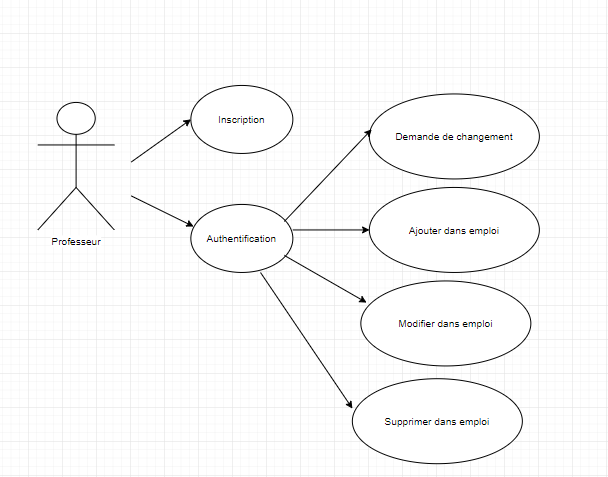 Inscription
Demande de changement
Professeur
Authentification
Ajouter dans emploi
Modifier dans emploi
Supprimer dans emploi